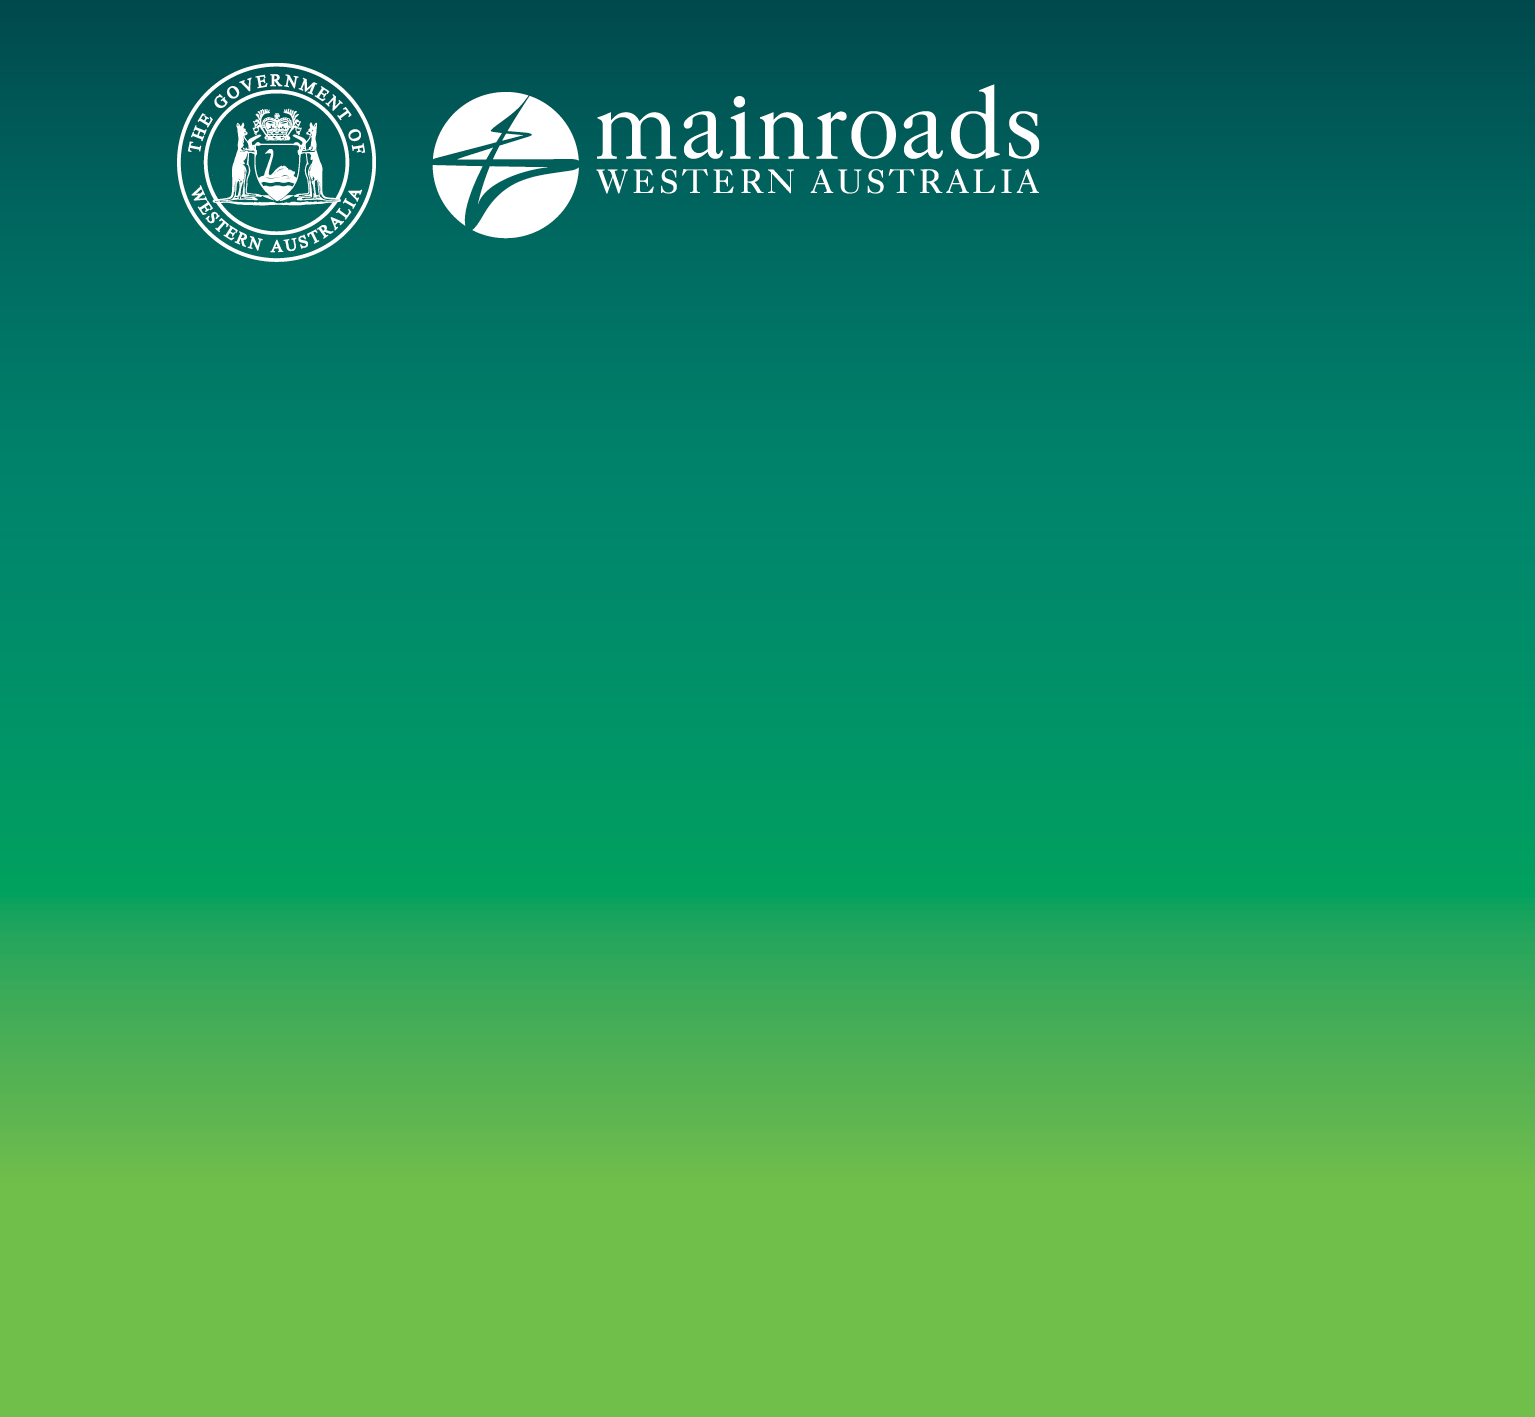 THE GOVERNMENT OF
WESTERN AUSTRALIA
mainroads
WESTERN AUSTRALIA